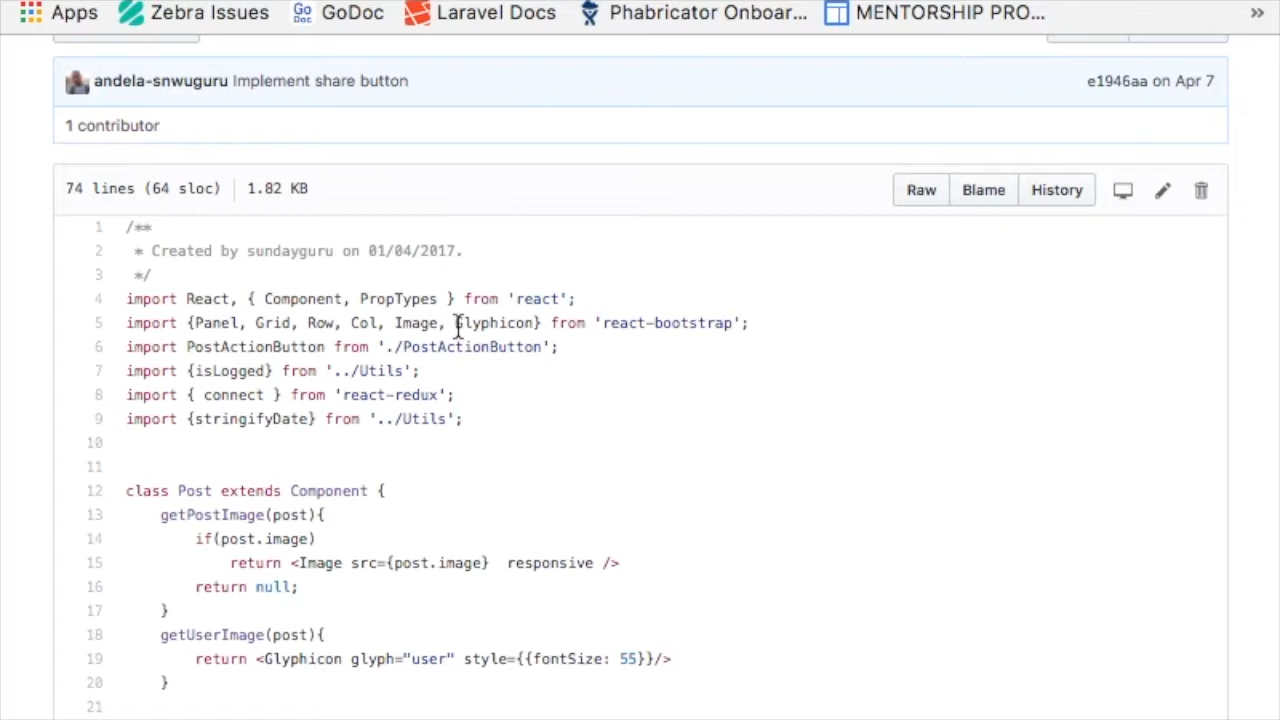 Apps Zebra Issues Go Doc GoDoc Laravel Docs Phabricator Onboar... MENTORSHIP PRO... »
andela-snwuguru Implement share button e1946aa on Apr 7
1 contributor
74 lines (64 sloc) 1.82 KB Raw Blame History
1 /**
2 * Created by sundayguru on 01/04/2017.
3 */
4 import React, { Component, PropTypes } from 'react';
5 import {Panel, Grid, Row, Col, Image, Glyphicon} from 'react-bootstrap';
6 import PostActionButton from './PostActionButton';
7 import {isLogged} from '../Utils';
8 import { connect } from 'react-redux';
9 import {stringifyDate} from '../Utils';
10
11
12 class Post extends Component {
13 getPostImage(post){
14 if(post.image)
15 return <Image src={post.image}  responsive />
16 return null;
17 }
18 getUserImage(post){
19 return <Glyphicon glyph="user" style={{fontSize: 55}}/>
20 }
21